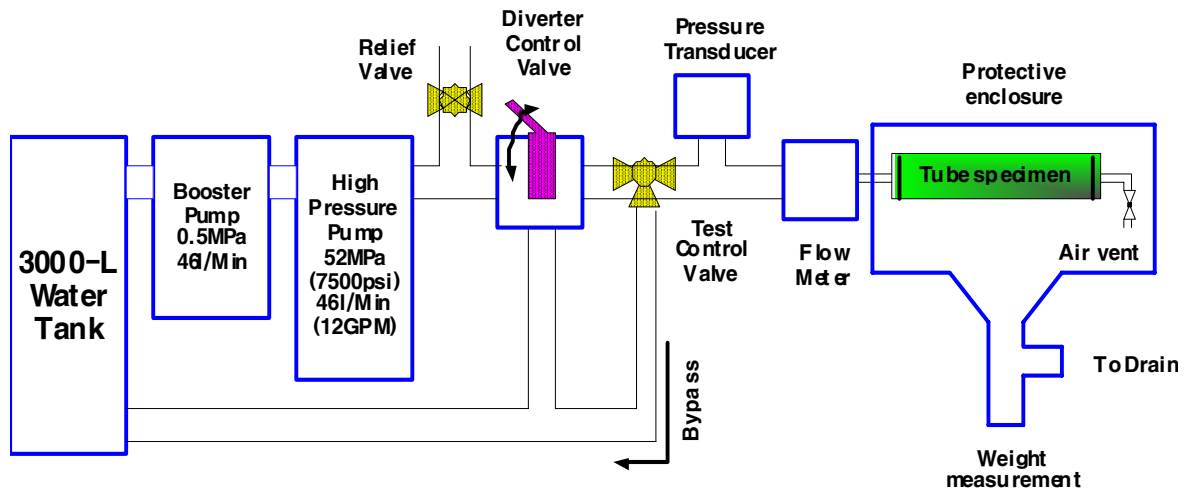 Relief
Valve
Diverter
Control
Valve
Pressure
Transducer
Protective
enclosure
3000-L
Water
Tank
Booster
Pump
0.5MPa
46l/Min
High
Pressure
Pump
52MPa
(7500psi)
46l/Min
(12GPM)
Test
Control
Valve
Flow
Meter
Tube specimen
Air vent
Bypass
To Drain
Weight
measurement